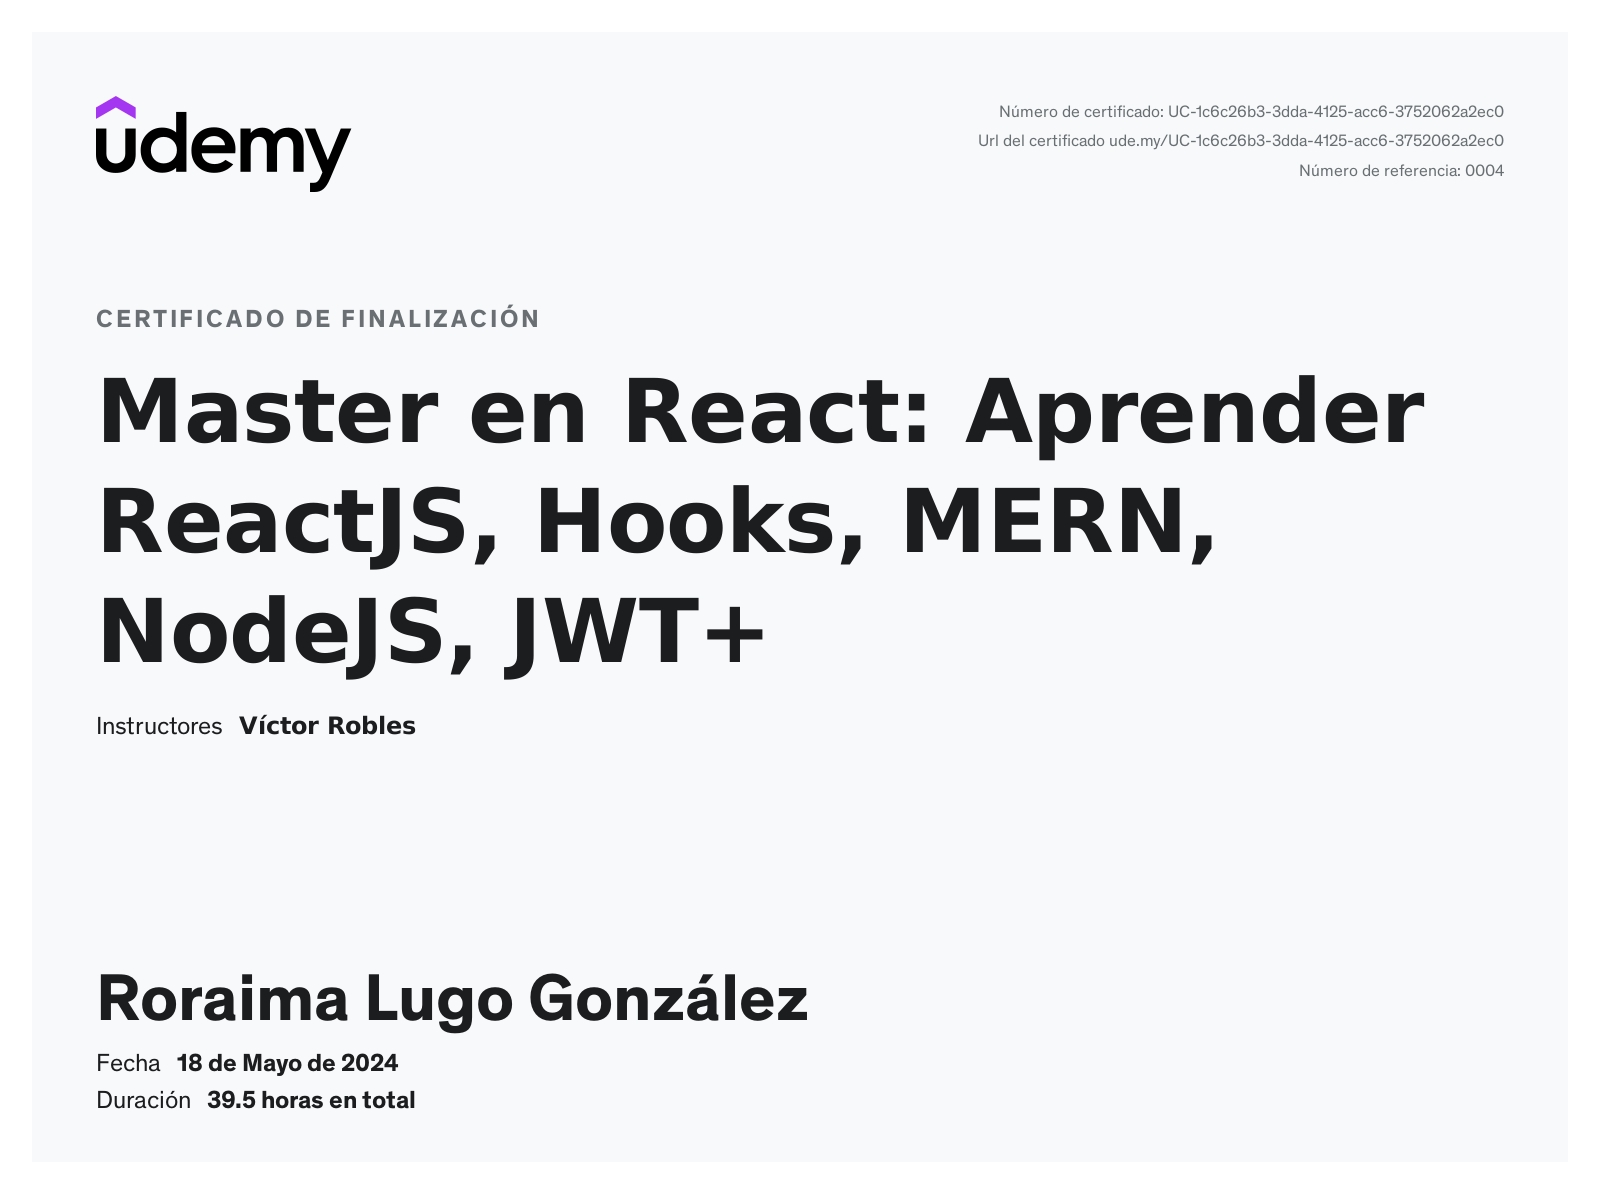 udemy
Número de certificado: UC-1c6c26b3-3dda-4125-acc6-3752062a2ec0
Url del certificado ude.my/UC-1c6c26b3-3dda-4125-acc6-3752062a2ec0
Número de referencia: 0004
CERTIFICADO DE FINALIZACIÓN
Master en React: Aprender
ReactJS, Hooks, MERN,
NodeJS, JWT+
Instructores Víctor Robles
Roraima Lugo González
Fecha 18 de Mayo de 2024
Duración 39.5 horas en total